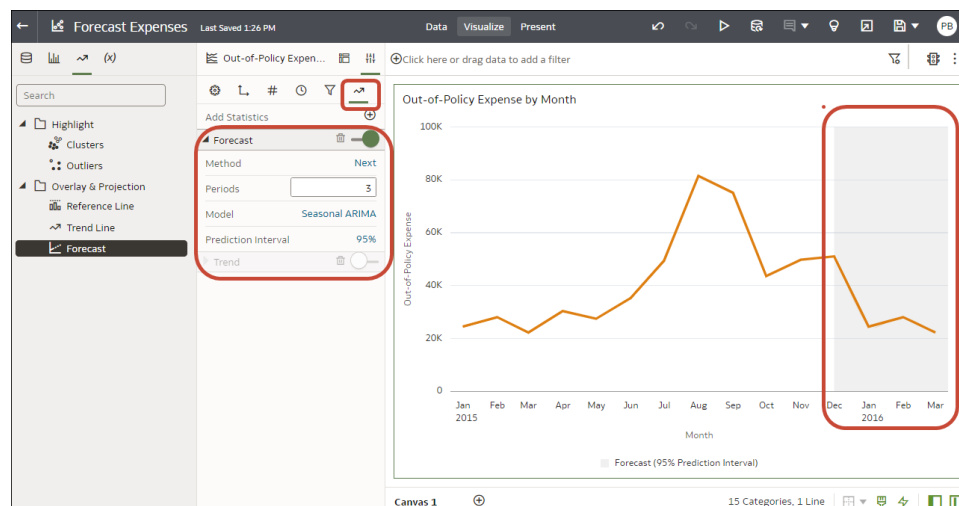 Forecast Expenses Last Saved 1:26 PM Data Visualize Present PB
(x) Out-of-Policy Expen... Click here or drag data to add a filter
Search
Highlight
Clusters
Outliers
Overlay & Projection
Reference Line
Trend Line
Forecast
#
Add Statistics
Forecast
Method Next
Periods 3
Model Seasonal ARIMA
Prediction Interval 95%
Trend
Out-of-Policy Expense by Month
100K
80K
60K
40K
20K
0
Out-of-Policy Expense
Jan Feb Mar Apr May Jun Jul Aug Sep Oct Nov Dec Jan Feb Mar
2015 2016
Month
Forecast (95% Prediction Interval)
Canvas 1 15 Categories, 1 Line